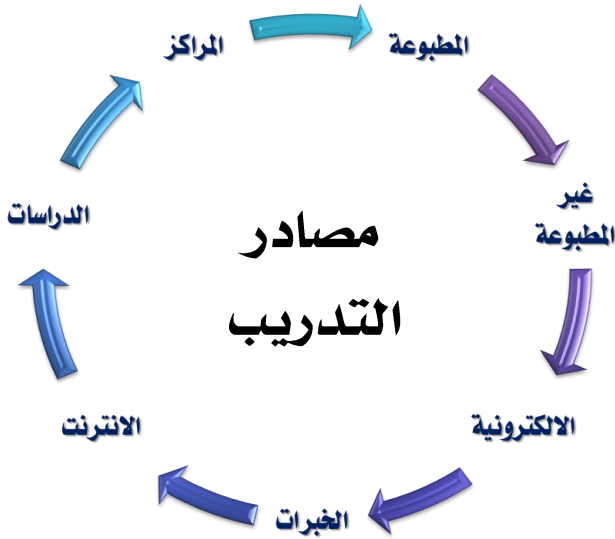 مصادر
التدريب
المطبوعة
غير
المطبوعة
الالكترونية
الخبرات
الانترنت
الدراسات
المراكز